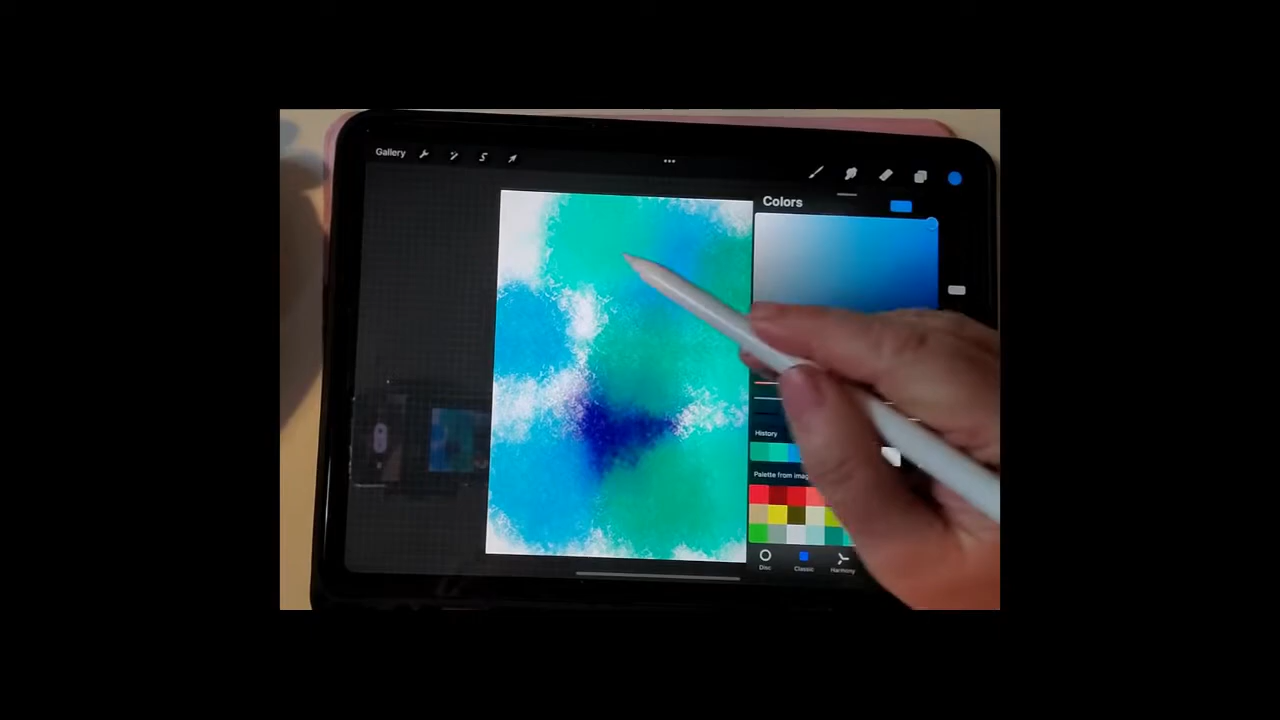 Gallery
Colors
History
Palette from imag
Disc
Classic
Harmony